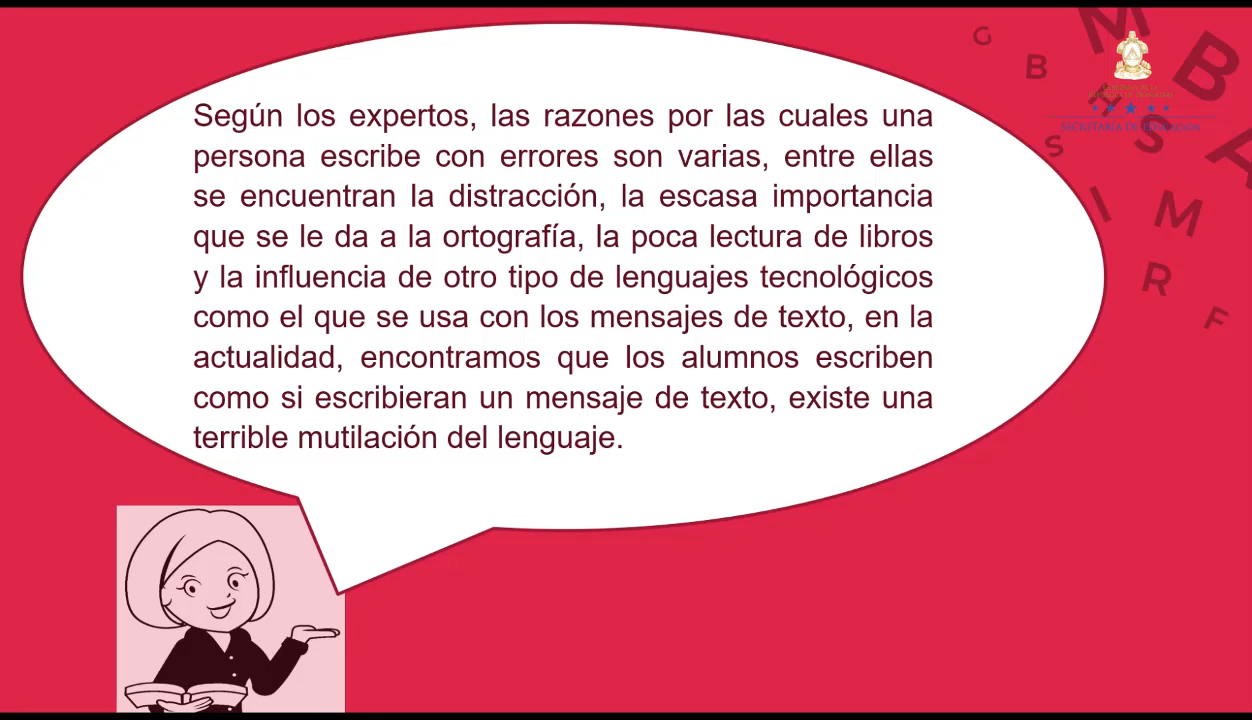 G
M
B
B
A
S
S
A
I
M
R
F
SECRETARÍA DE EDUCACIÓN
Según los expertos, las razones por las cuales una
persona escribe con errores son varias, entre ellas
se encuentran la distracción, la escasa importancia
que se le da a la ortografía, la poca lectura de libros
y la influencia de otro tipo de lenguajes tecnológicos
como el que se usa con los mensajes de texto, en la
actualidad, encontramos que los alumnos escriben
como si escribieran un mensaje de texto, existe una
terrible mutilación del lenguaje.